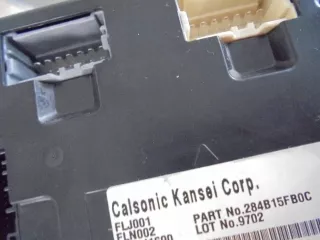 Calsonic Kansei Corp.
FLJ001 PART No.284B15FB0C
FLN002 LOT No.9702